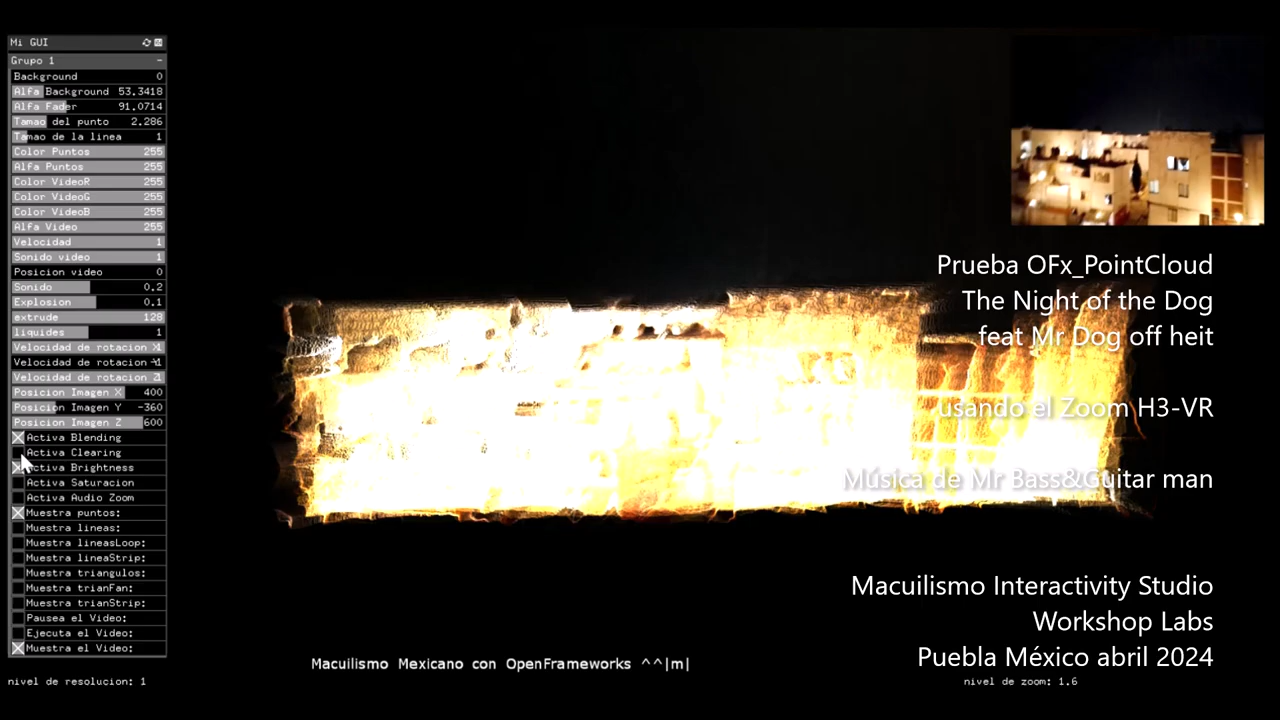 Mi GUI
Grupo 1 -
Background 0
Alfa Background 53.3418
Alfa Fader 91.0714
Tamao del punto 2.286
Tamao de la linea 1
Color Puntos 255
Alfa Puntos 255
Color VideoR 255
Color VideoG 255
Color VideoB 255
Alfa Video 255
Velocidad 1
Sonido video 1
Posicion video 0
Sonido 0.2
Explosion 0.1
extrude 128
liquides 1
Velocidad de rotacion
Velocidad de rotacion
Velocidad de rotacion
Posicion Imagen X 400
Posicion Imagen Y -360
Posicion Imagen Z 600
Activa Blending
Activa Clearing
Activa Brightness
Activa Saturacion
Activa Audio Zoom
Muestra puntos:
Muestra lineas:
Muestra lineasLoop:
Muestra lineaStrip:
Muestra triangulos:
Muestra trianFan:
Muestra trianStrip:
Pausea el Video:
Ejecuta el Video:
Muestra el Video:
nivel de resolucion: 1
Prueba OFx_PointCloud
The Night of the Dog
feat Mr Dog off heit
usando el Zoom H3-VR
Música de Mr Bass&Guitar man
Macuilismo Interactivity Studio
Workshop Labs
Puebla México abril 2024
Macuilismo Mexicano con OpenFrameworks ^^|m|
nivel de zoom: 1.6